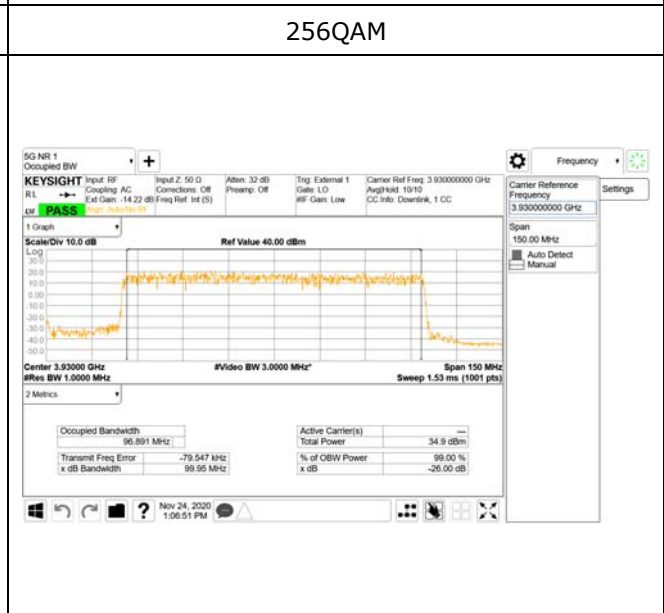 256QAM
5G NR 1
Occupied BW
+
Frequency
KEYSIGHT
Input: RF
Coupling: AC
Ext Gain: -14.22 dB
Align: Auto/No RF
Input Z: 50 Ω
Corrections: Off
Freq Ref: Int (S)
Atten: 32 dB
Preamp: Off
Trig: External 1
Gate: LO
#IF Gain: Low
Carrier Ref Freq: 3.930000000 GHz
Avg|Hold: 10/10
CC Info: Downlink, 1 CC
RL
PASS
Carrier Reference
Frequency
3.930000000 GHz
Settings
Span
150.00 MHz
Auto Detect
Manual
1 Graph
Scale/Div 10.0 dB
Ref Value 40.00 dBm
Log
30.0
20.0
10.0
0.00
-10.0
-20.0
-30.0
-40.0
-50.0
Center 3.93000 GHz
#Video BW 3.0000 MHz*
Span 150 MHz
#Res BW 1.0000 MHz
Sweep 1.53 ms (1001 pts)
2 Metrics
Occupied Bandwidth
96.891 MHz
Transmit Freq Error -79.547 kHz
x dB Bandwidth 99.95 MHz
Active Carrier(s) ---
Total Power 34.9 dBm
% of OBW Power 99.00 %
x dB -26.00 dB
?
Nov 24, 2020
1:06:51 PM